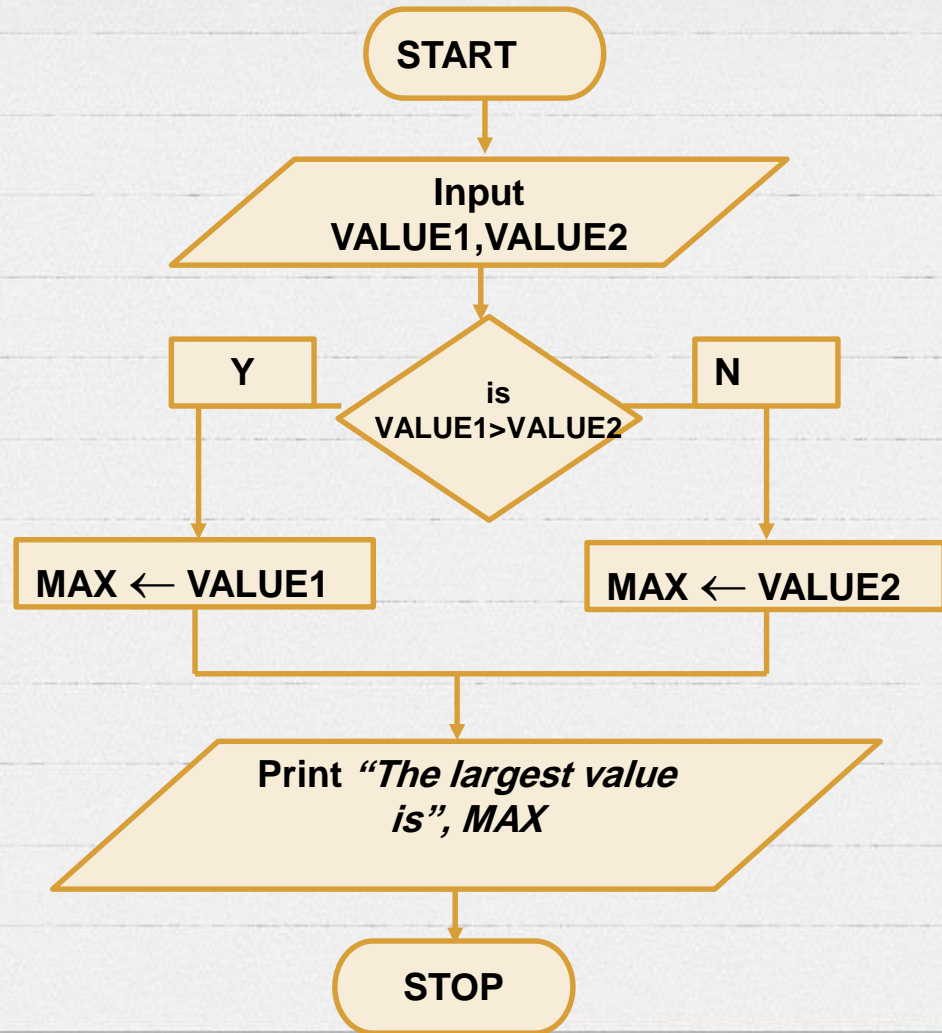 START
Input
VALUE1,VALUE2
Y
is
VALUE1>VALUE2
N
MAX ← VALUE1
MAX ← VALUE2
Print “The largest value
is”, MAX
STOP